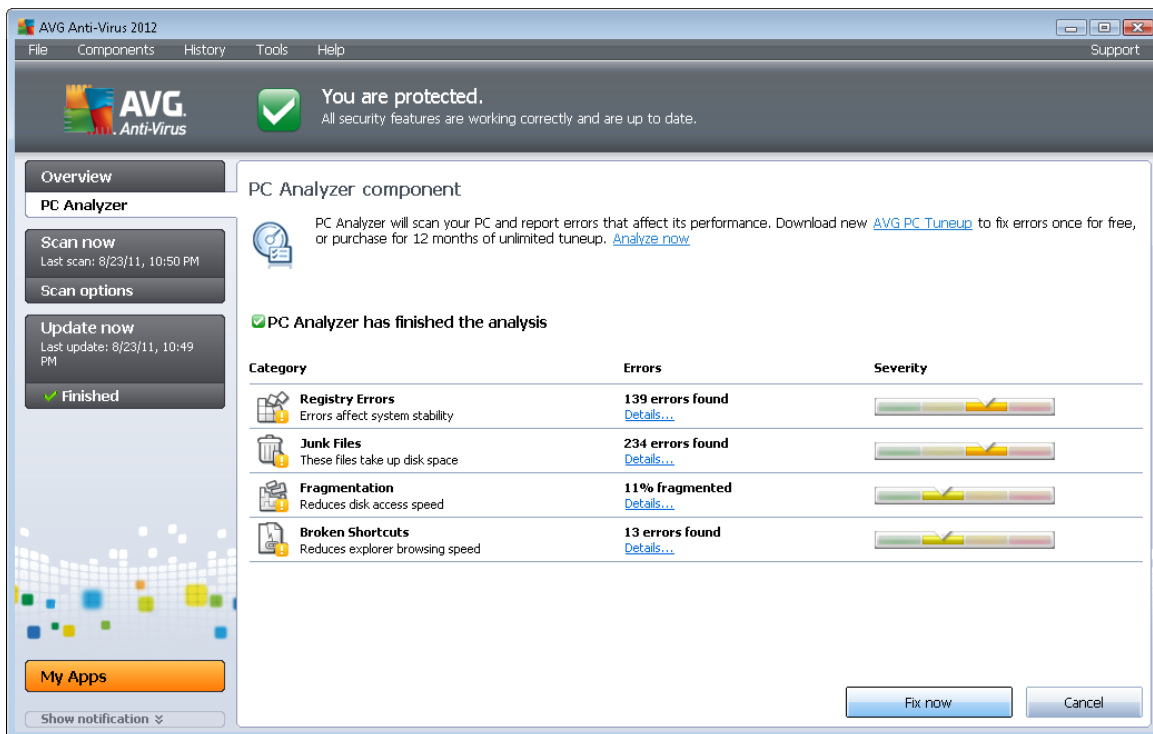 AVG Anti-Virus 2012
File Components History Tools Help Support
AVG.
Anti-Virus
You are protected.
All security features are working correctly and are up to date.
Overview
PC Analyzer
Scan now
Last scan: 8/23/11, 10:50 PM
Scan options
Update now
Last update: 8/23/11, 10:49
PM
Finished
My Apps
Show notification
PC Analyzer component
PC Analyzer will scan your PC and report errors that affect its performance. Download new AVG PC Tuneup to fix errors once for free,
or purchase for 12 months of unlimited tuneup. Analyze now
PC Analyzer has finished the analysis
Category Errors Severity
Registry Errors 139 errors found
Errors affect system stability Details...
Junk Files 234 errors found
These files take up disk space Details...
Fragmentation 11% fragmented
Reduces disk access speed Details...
Broken Shortcuts 13 errors found
Reduces explorer browsing speed Details...
Fix now Cancel